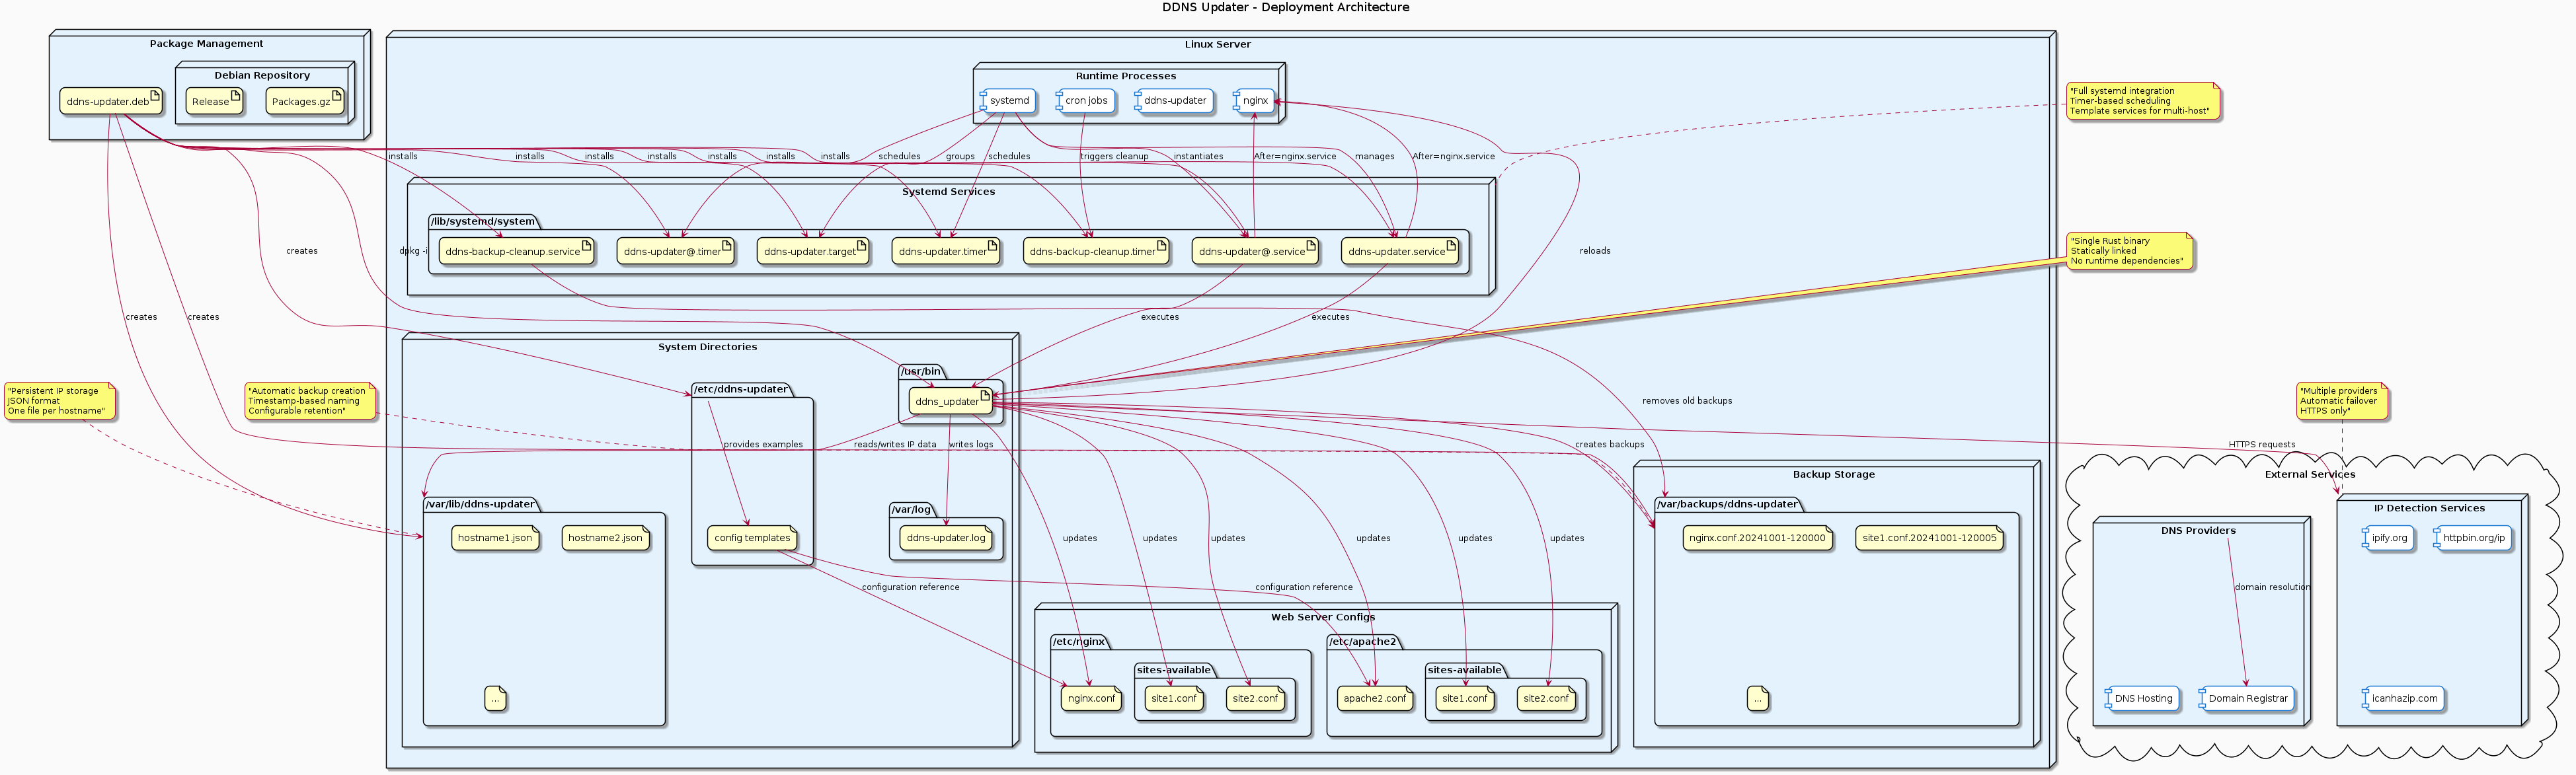 DDNS Updater - Deployment Architecture
Package Management
Debian Repository
ddns-updater.deb
Release
Packages.gz
Linux Server
Runtime Processes
systemd
cron jobs
ddns-updater
nginx
"Full systemd integration
Timer-based scheduling
Template services for multi-host"
installs
installs
installs
installs
installs
installs
installs
schedules
groups
schedules
triggers cleanup
instantiates
After=nginx.service
manages
After=nginx.service
Systemd Services
/lib/systemd/system
ddns-backup-cleanup.service
ddns-updater@.timer
ddns-updater.target
ddns-updater.timer
ddns-backup-cleanup.timer
ddns-updater@.service
ddns-updater.service
creates
dpkg -i
reloads
"Single Rust binary
Statically linked
No runtime dependencies"
creates
creates
executes
executes
System Directories
/usr/bin
ddns_updater
/etc/ddns-updater
removes old backups
"Persistent IP storage
JSON format
One file per hostname"
"Automatic backup creation
Timestamp-based naming
Configurable retention"
"Multiple providers
Automatic failover
HTTPS only"
provides examples
reads/writes IP data
writes logs
creates backups
HTTPS requests
/var/lib/ddns-updater
hostname1.json
hostname2.json
...
config templates
/var/log
ddns-updater.log
updates
updates
updates
updates
updates
updates
configuration reference
configuration reference
Backup Storage
/var/backups/ddns-updater
nginx.conf.20241001-120000
site1.conf.20241001-120005
...
Web Server Configs
/etc/nginx
nginx.conf
sites-available
site1.conf
site2.conf
/etc/apache2
apache2.conf
sites-available
site1.conf
site2.conf
External Services
DNS Providers
domain resolution
DNS Hosting
Domain Registrar
IP Detection Services
ipify.org
httpbin.org/ip
icanhazip.com